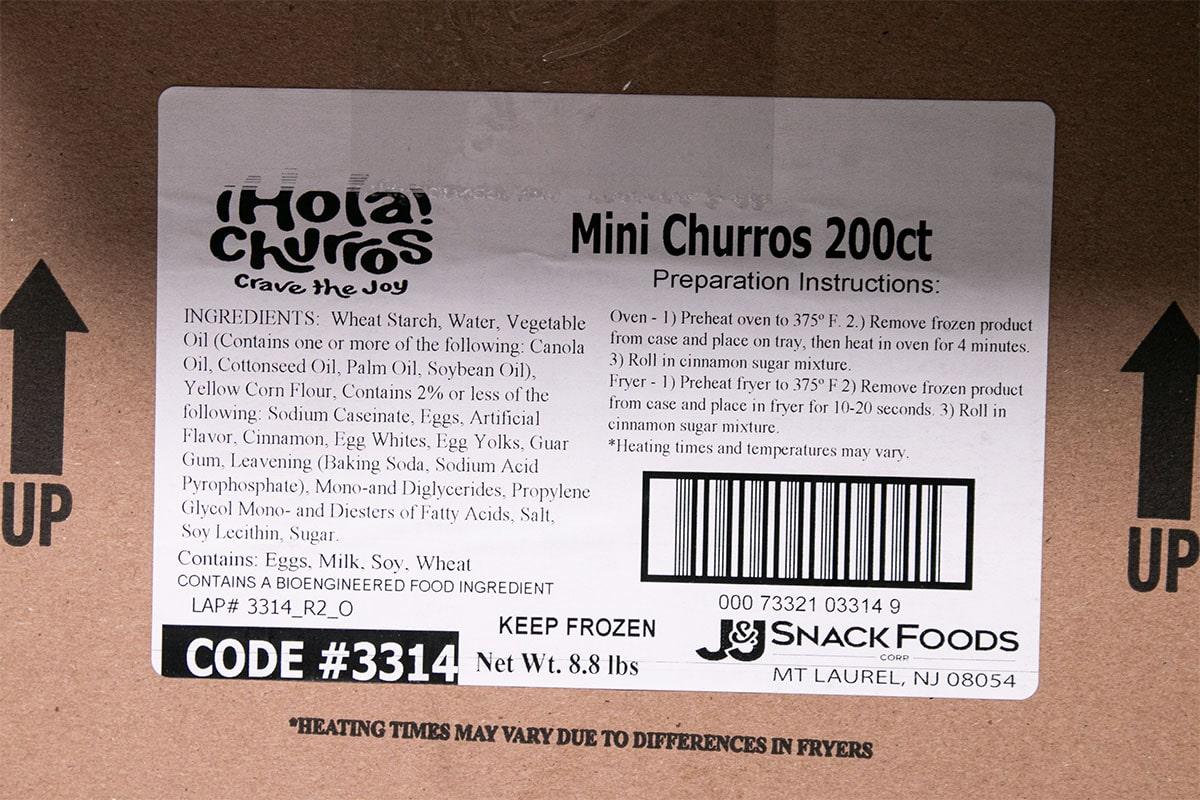 ¡Hola!
Churros
Crave the Joy
Mini Churros 200ct
Preparation Instructions:
INGREDIENTS: Wheat Starch, Water, Vegetable
Oil (Contains one or more of the following: Canola
Oil, Cottonseed Oil, Palm Oil, Soybean Oil),
Yellow Corn Flour, Contains 2% or less of the
following: Sodium Caseinate, Eggs, Artificial
Flavor, Cinnamon, Egg Whites, Egg Yolks, Guar
Gum, Leavening (Baking Soda, Sodium Acid
Pyrophosphate), Mono-and Diglycerides, Propylene
Glycol Mono- and Diesters of Fatty Acids, Salt,
Soy Lecithin, Sugar.
Contains: Eggs, Milk, Soy, Wheat
CONTAINS A BIOENGINEERED FOOD INGREDIENT
LAP# 3314_R2_O
CODE #3314
Oven - 1) Preheat oven to 375º F. 2.) Remove frozen product
from case and place on tray, then heat in oven for 4 minutes.
3) Roll in cinnamon sugar mixture.
Fryer - 1) Preheat fryer to 375º F 2) Remove frozen product
from case and place in fryer for 10-20 seconds. 3) Roll in
cinnamon sugar mixture.
*Heating times and temperatures may vary.
000 73321 03314 9
KEEP FROZEN
Net Wt. 8.8 lbs
J&J SNACK FOODS
CORP
MT LAUREL, NJ 08054
UP
UP
*HEATING TIMES MAY VARY DUE TO DIFFERENCES IN FRYERS